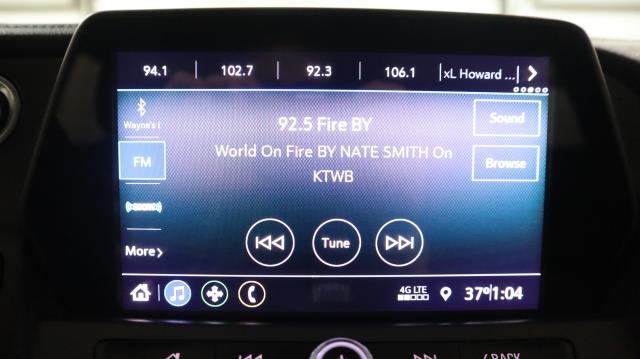 94.1 102.7 92.3 106.1 xL Howard ...
92.5 Fire BY
Sound
Wayne's I
World On Fire BY NATE SMITH On
KTWB
FM
Browse
Tune
More
4G LTE
37° 1:04
BACK